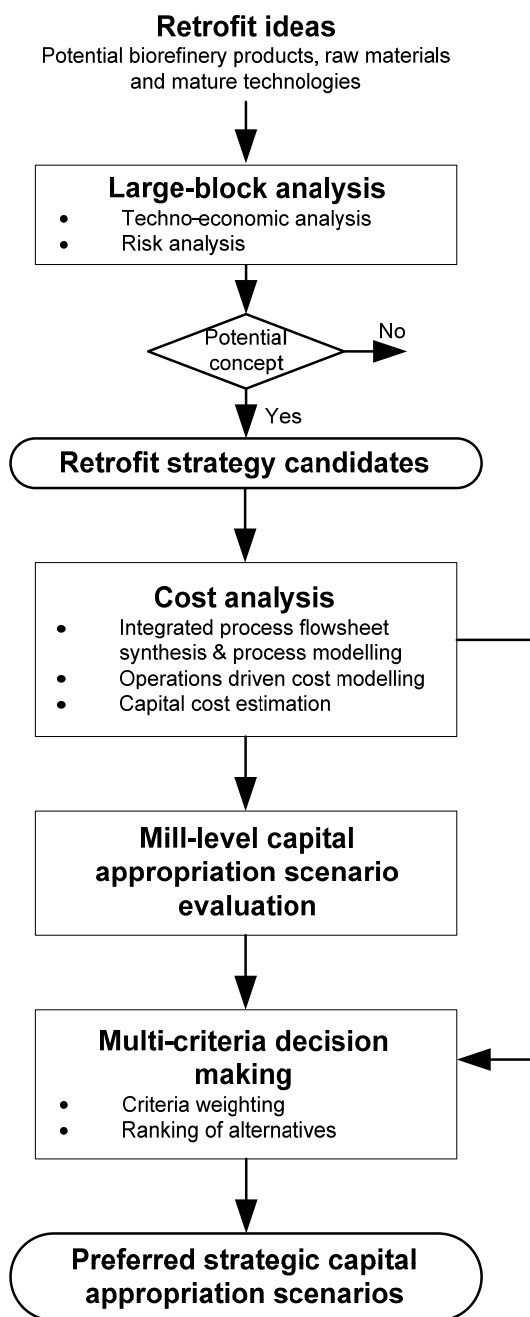 Retrofit ideas
Potential biorefinery products, raw materials
and mature technologies
Large-block analysis
• Techno-economic analysis
• Risk analysis
Potential
concept
No
Yes
Retrofit strategy candidates
Cost analysis
• Integrated process flowsheet
synthesis & process modelling
• Operations driven cost modelling
• Capital cost estimation
Mill-level capital
appropriation scenario
evaluation
Multi-criteria decision
making
• Criteria weighting
• Ranking of alternatives
Preferred strategic capital
appropriation scenarios